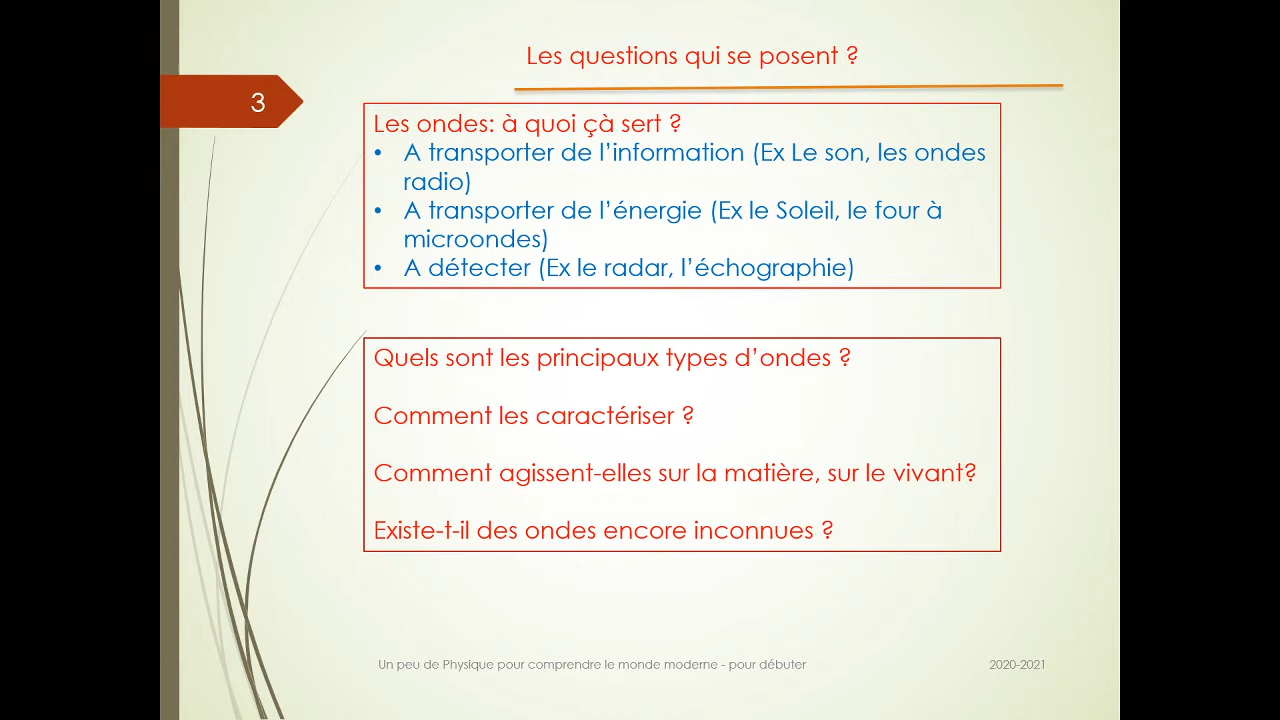 Les questions qui se posent ?
3
Les ondes: à quoi çà sert ?
• A transporter de l’information (Ex Le son, les ondes
radio)
• A transporter de l’énergie (Ex le Soleil, le four à
microondes)
• A détecter (Ex le radar, l’échographie)
Quels sont les principaux types d’ondes ?
Comment les caractériser ?
Comment agissent-elles sur la matière, sur le vivant?
Existe-t-il des ondes encore inconnues ?
Un peu de Physique pour comprendre le monde moderne - pour débuter
2020-2021